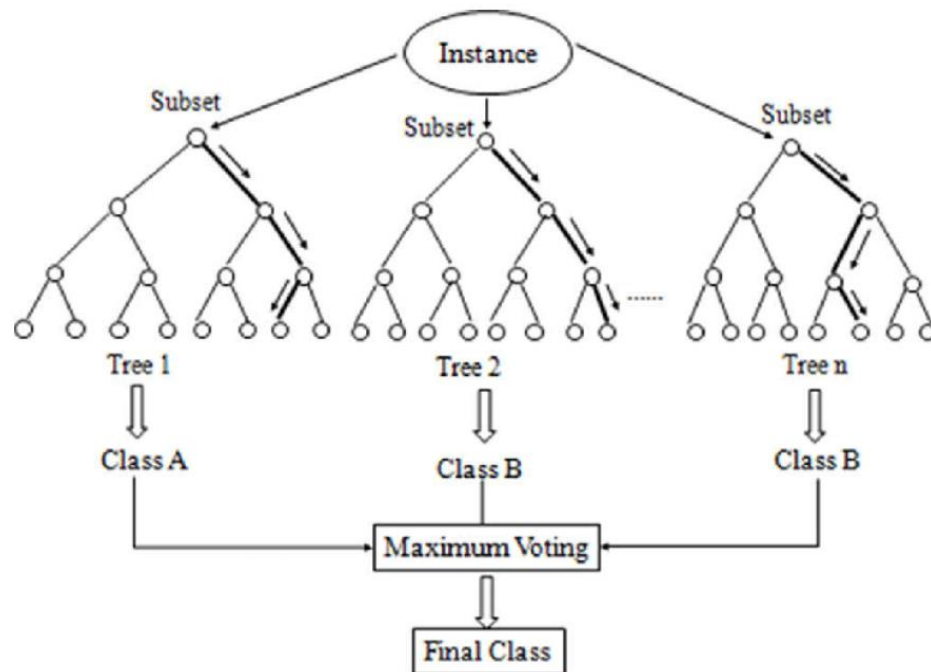 Instance
Subset
Subset
Subset
......
Tree 1
Tree 2
Tree n
Class A
Class B
Class B
Maximum Voting
Final Class